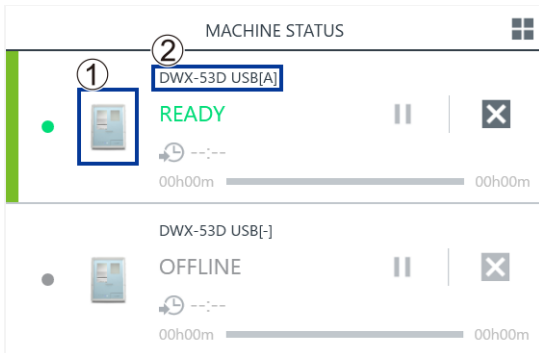 MACHINE STATUS
②
①
DWX-53D USB[A]
READY
--:--
00h00m 00h00m
DWX-53D USB[-]
OFFLINE
--:--
00h00m 00h00m